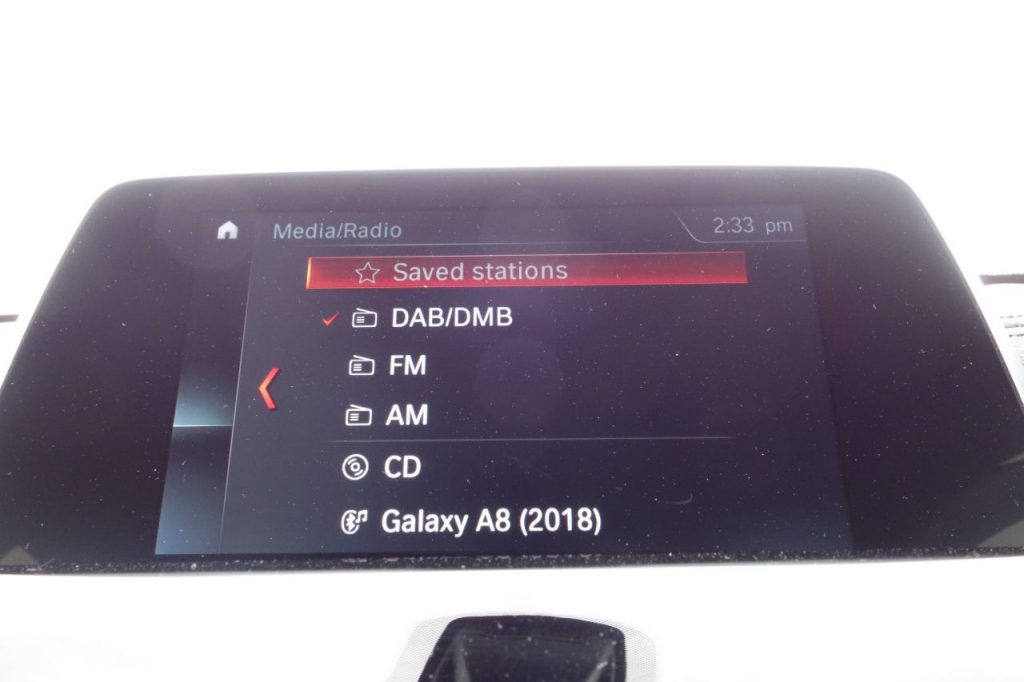 Media/Radio
2:33 pm
Saved stations
DAB/DMB
FM
AM
CD
Galaxy A8 (2018)